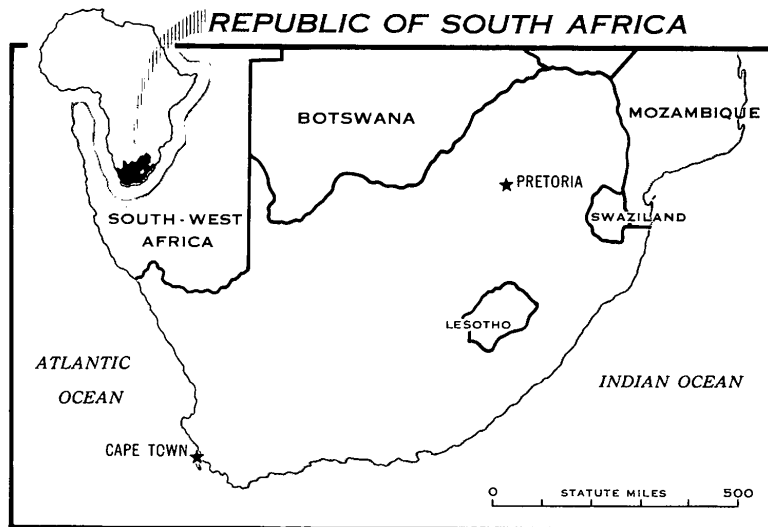 REPUBLIC OF SOUTH AFRICA
BOTSWANA
MOZAMBIQUE
PRETORIA
SOUTH-WEST
AFRICA
SWAZILAND
LESOTHO
ATLANTIC
OCEAN
INDIAN OCEAN
CAPE TOWN
0 STATUTE MILES 500